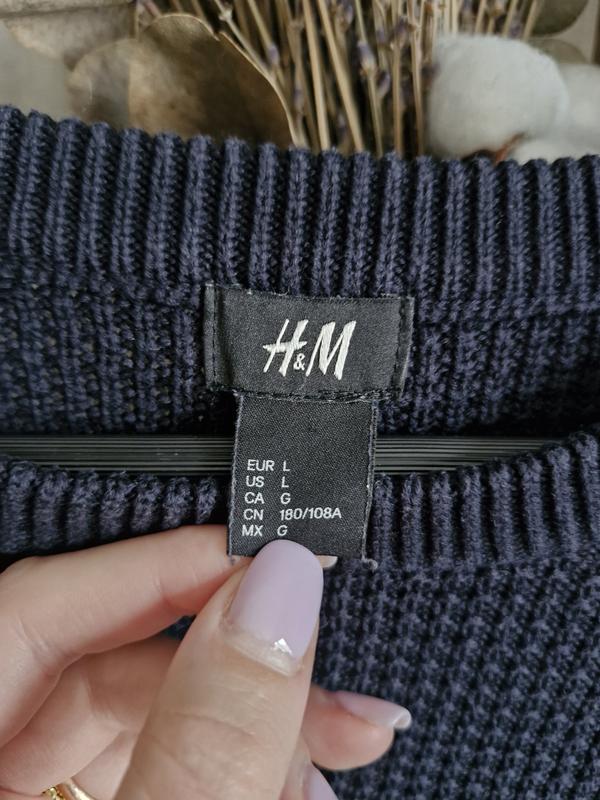 H&M
EUR L
US L
CA G
CN 180/108A
MX G